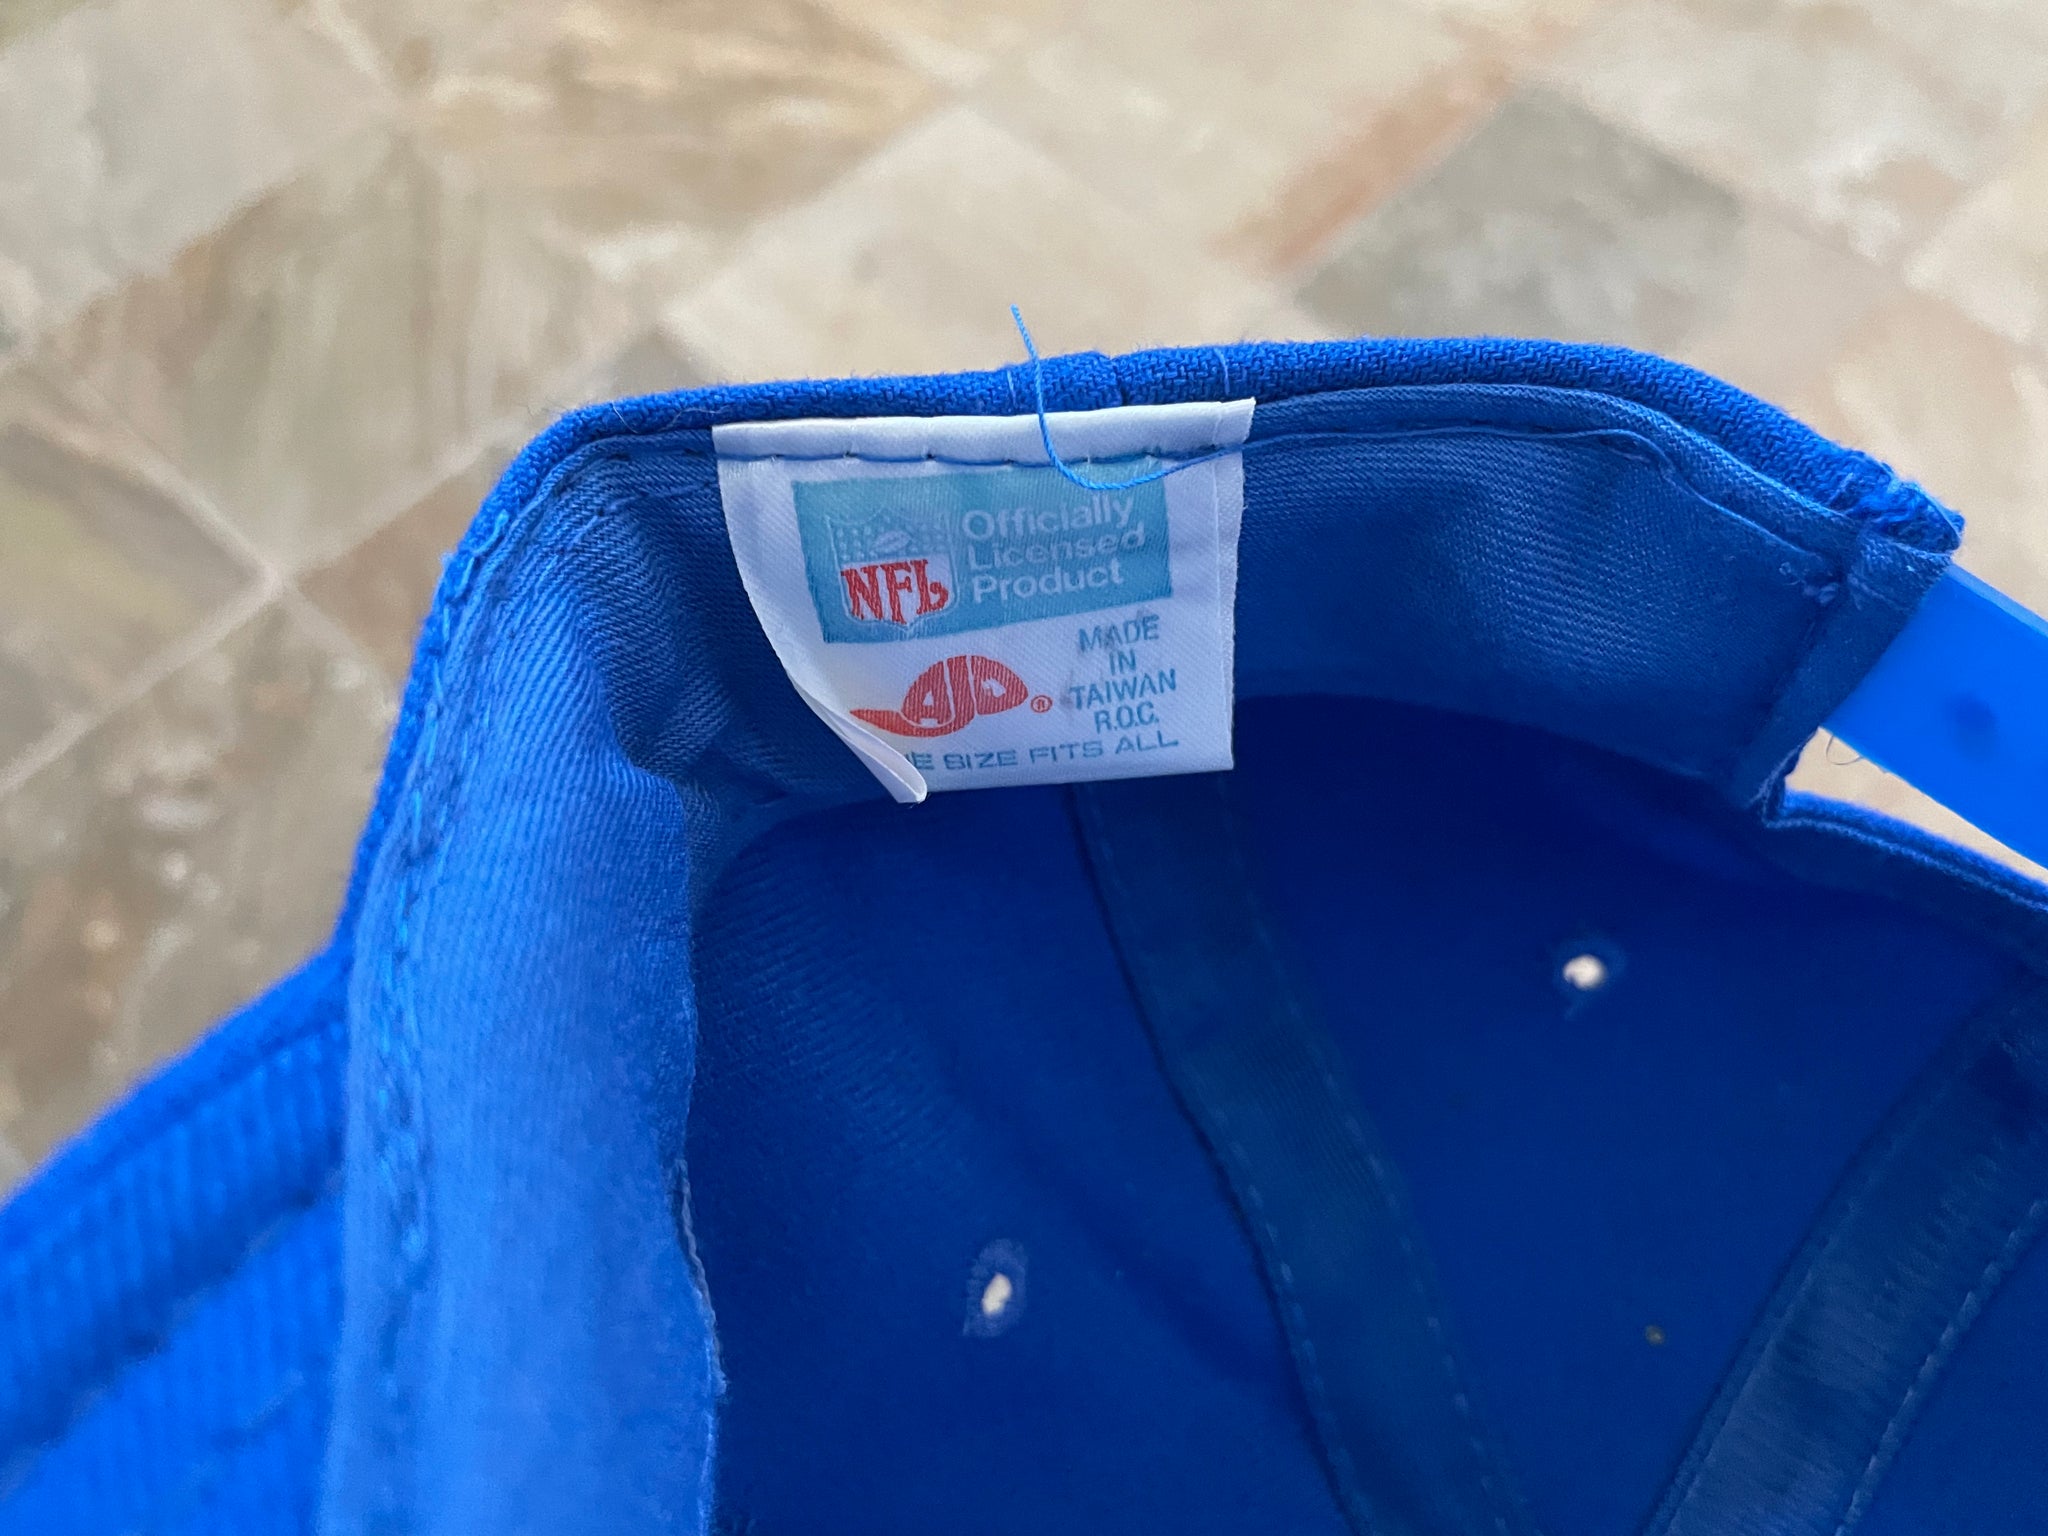 Officially
Licensed
Product
NFL
MADE
IN
TAIWAN
R.O.C.
AJD ®
SIZE FITS ALL